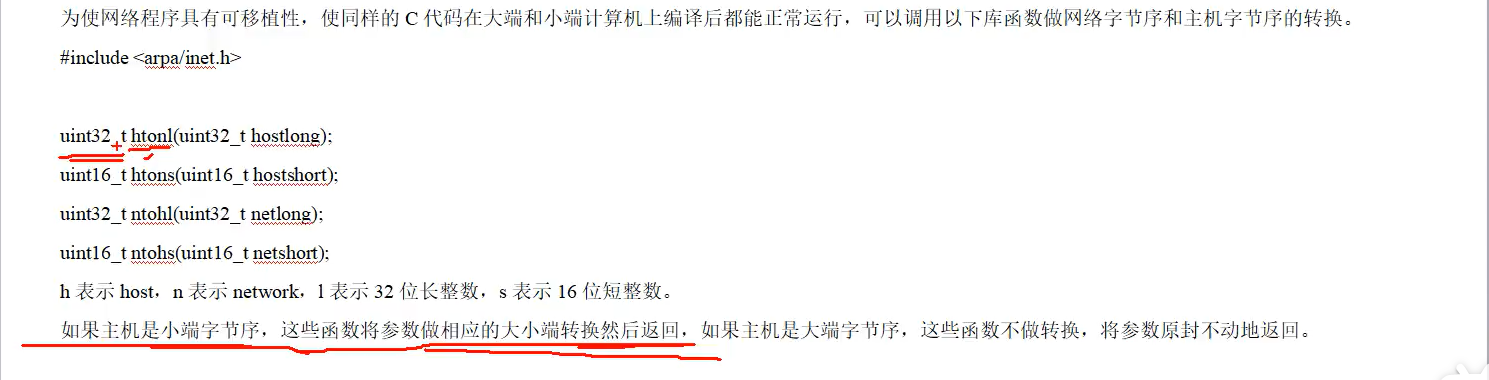 为使网络程序具有可移植性，使同样的 C 代码在大端和小端计算机上编译后都能正常运行，可以调用以下库函数做网络字节序和主机字节序的转换。
#include <arpa/inet.h>
uint32_t htonl(uint32_t hostlong);
uint16_t htons(uint16_t hostshort);
uint32_t ntohl(uint32_t netlong);
uint16_t ntohs(uint16_t netshort);
h 表示 host，n 表示 network，l 表示 32 位长整数，s 表示 16 位短整数。
如果主机是小端字节序，这些函数将参数做相应的大小端转换然后返回，如果主机是大端字节序，这些函数不做转换，将参数原封不动地返回。